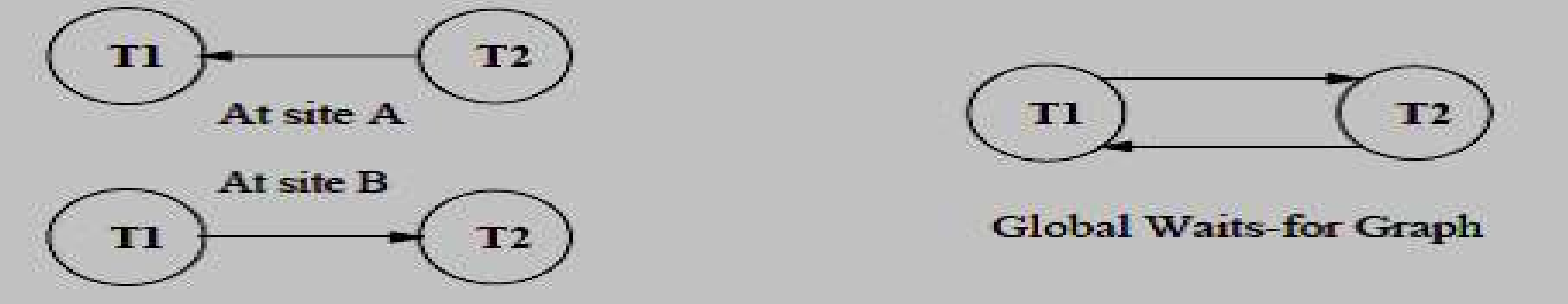 T1 T2
At site A
At site B
T1 T2
T1 T2
Global Waits-for Graph